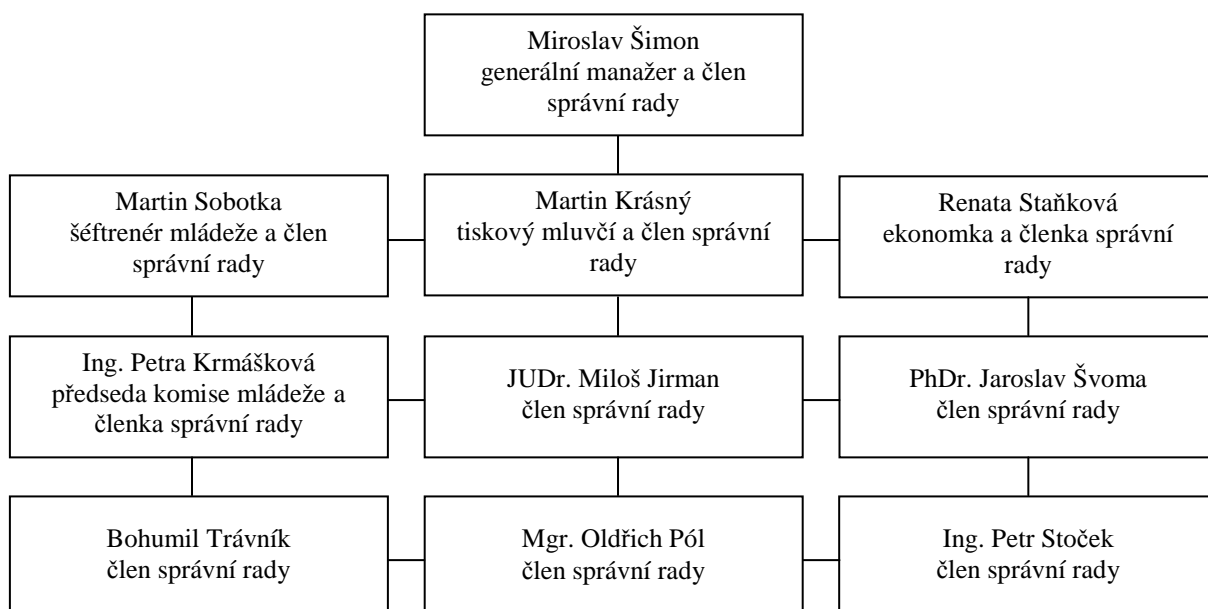 Miroslav Šimon
generální manažer a člen
správní rady
Martin Sobotka
šéftrenér mládeže a člen
správní rady
Martin Krásný
tiskový mluvčí a člen správní
rady
Renata Staňková
ekonomka a členka správní
rady
Ing. Petra Krmášková
předseda komise mládeže a
členka správní rady
JUDr. Miloš Jirman
člen správní rady
PhDr. Jaroslav Švoma
člen správní rady
Bohumil Trávník
člen správní rady
Mgr. Oldřich Pól
člen správní rady
Ing. Petr Stoček
člen správní rady